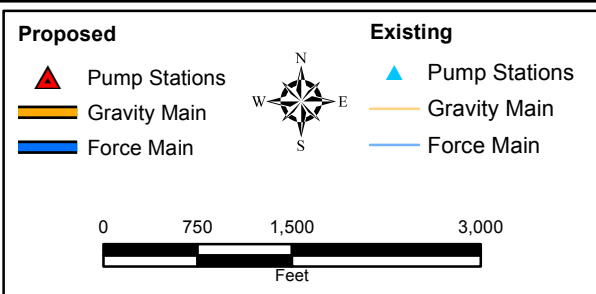 Proposed
Pump Stations
Gravity Main
Force Main
N
W E
S
Existing
Pump Stations
Gravity Main
Force Main
0 750 1,500 3,000
Feet